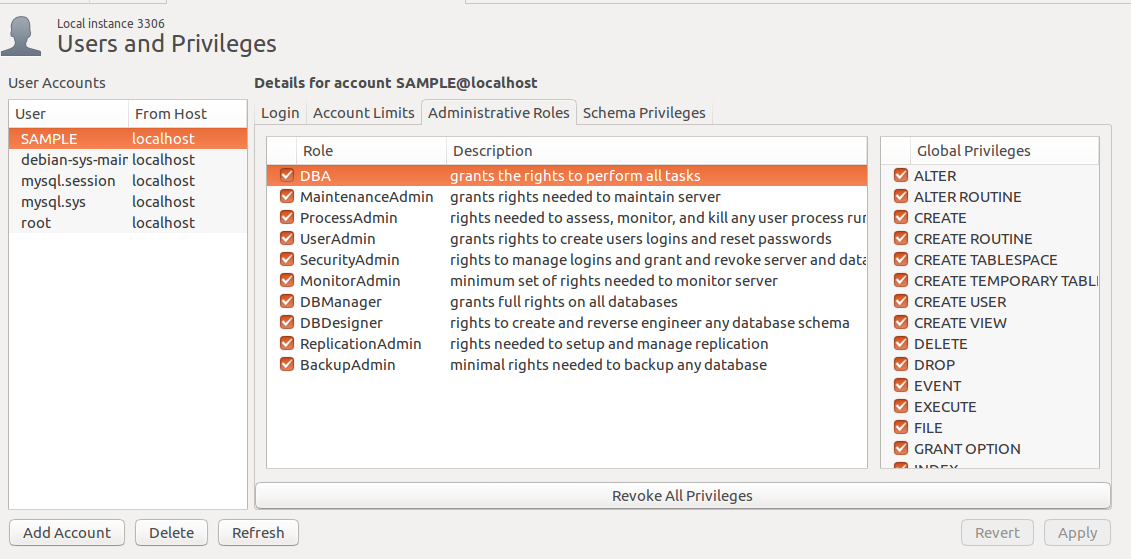 Local instance 3306
Users and Privileges
User Accounts
User From Host
SAMPLE localhost
debian-sys-mair localhost
mysql.session localhost
mysql.sys localhost
root localhost
Add Account Delete Refresh
Details for account SAMPLE@localhost
Login Account Limits Administrative Roles Schema Privileges
Role Description
DBA grants the rights to perform all tasks
MaintenanceAdmin grants rights needed to maintain server
ProcessAdmin rights needed to assess, monitor, and kill any user process run
UserAdmin grants rights to create users logins and reset passwords
SecurityAdmin rights to manage logins and grant and revoke server and data
MonitorAdmin minimum set of rights needed to monitor server
DBManager grants full rights on all databases
DBDesigner rights to create and reverse engineer any database schema
ReplicationAdmin rights needed to setup and manage replication
BackupAdmin minimal rights needed to backup any database
Global Privileges
ALTER
ALTER ROUTINE
CREATE
CREATE ROUTINE
CREATE TABLESPACE
CREATE TEMPORARY TABL
CREATE USER
CREATE VIEW
DELETE
DROP
EVENT
EXECUTE
FILE
GRANT OPTION
INDEX
Revoke All Privileges
Revert Apply